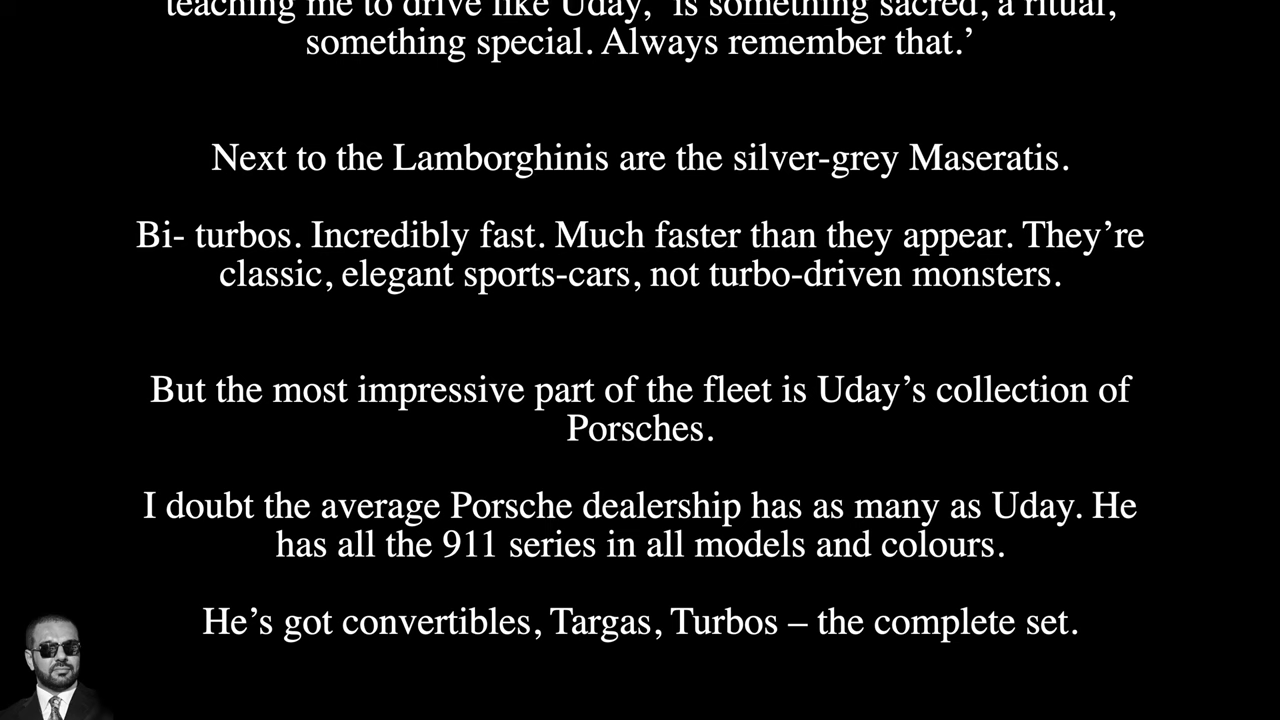 teaching me to drive like Uday, ‘is something sacred, a ritual,
something special. Always remember that.’
Next to the Lamborghinis are the silver-grey Maseratis.
Bi- turbos. Incredibly fast. Much faster than they appear. They’re
classic, elegant sports-cars, not turbo-driven monsters.
But the most impressive part of the fleet is Uday’s collection of
Porsches.
I doubt the average Porsche dealership has as many as Uday. He
has all the 911 series in all models and colours.
He’s got convertibles, Targas, Turbos – the complete set.